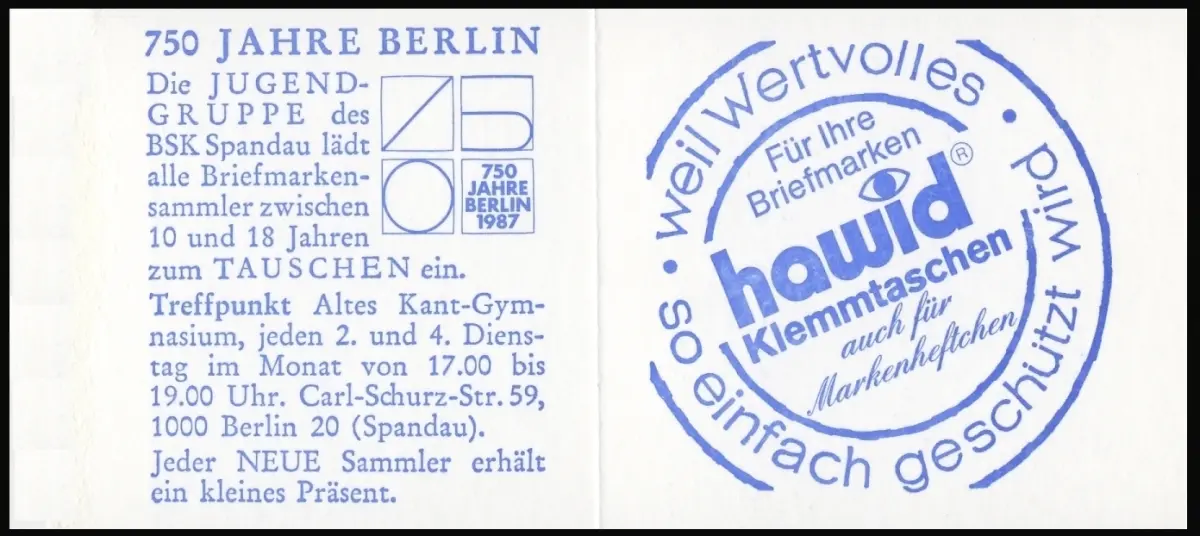 750 JAHRE BERLIN
Die JUGEND-
GRUPPE des
BSK Spandau lädt
alle Briefmarken-
sammler zwischen
10 und 18 Jahren
zum TAUSCHEN ein.
750
JAHRE
BERLIN
1987
Treffpunkt Altes Kant-Gym-
nasium, jeden 2. und 4. Diens-
tag im Monat von 17.00 bis
19.00 Uhr. Carl-Schurz-Str. 59,
1000 Berlin 20 (Spandau).
Jeder NEUE Sammler erhält
ein kleines Präsent.
· weil Wertvolles · so einfach geschützt wird
Für Ihre
Briefmarken
hawid®
Klemmtaschen
auch für
Markenheftchen